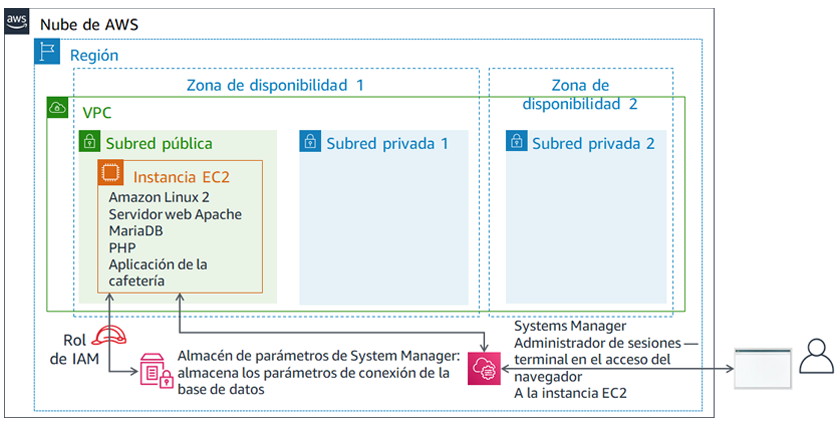 aws
Nube de AWS
Región
Zona de disponibilidad 1
Zona de
disponibilidad 2
VPC
Subred pública
Subred privada 1
Subred privada 2
Instancia EC2
Amazon Linux 2
Servidor web Apache
MariaDB
PHP
Aplicación de la
cafetería
Rol
de IAM
Almacén de parámetros de System Manager:
almacena los parámetros de conexión de la
base de datos
Systems Manager
Administrador de sesiones —
terminal en el acceso del
navegador
A la instancia EC2